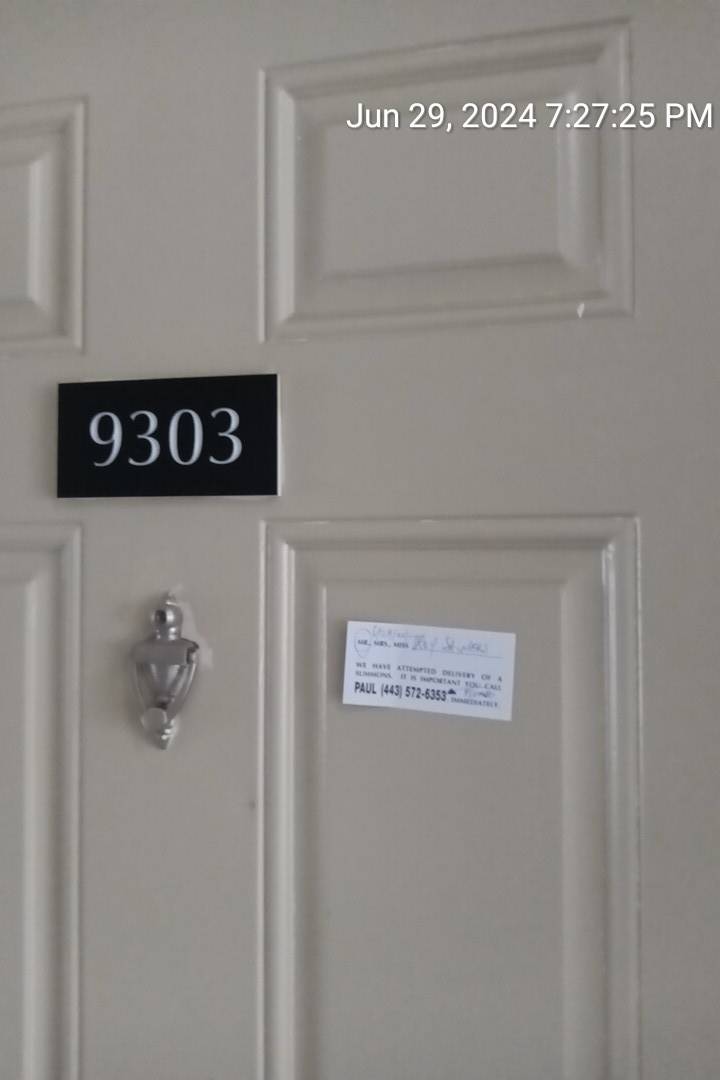 Jun 29, 2024 7:27:25 PM
9303
MR., MRS., MISS
WE HAVE ATTEMPTED DELIVERY OF A
SUMMONS. IT IS IMPORTANT YOU CALL
PAUL (443) 572-6353
IMMEDIATELY.